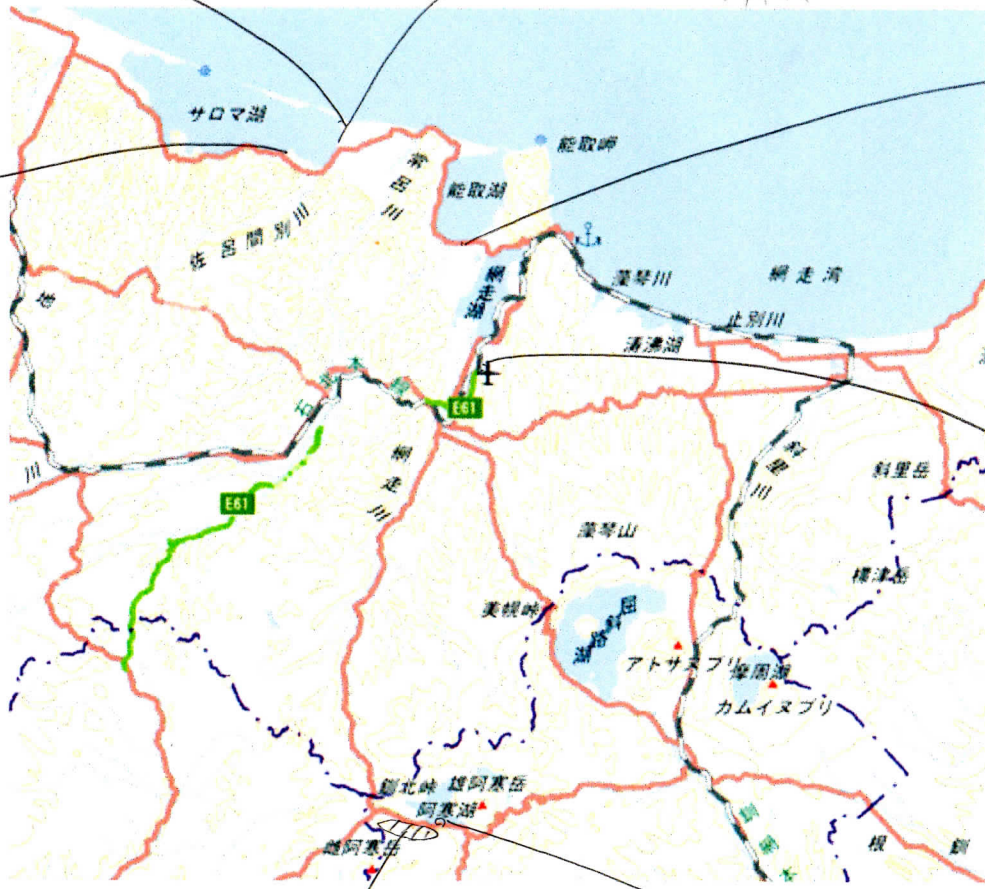 サロマ湖
能取岬
常呂川
能取湖
佐呂間別川
網走湖
藻琴川
網走湾
止別川
濤沸湖
石北本線
E61
川
網走川
斜里川
斜里岳
E61
藻琴山
標津岳
美幌峠
屈斜路湖
アトサヌプリ
摩周湖
カムイヌプリ
釧北峠
雄阿寒岳
阿寒湖
雌阿寒岳
根
釧